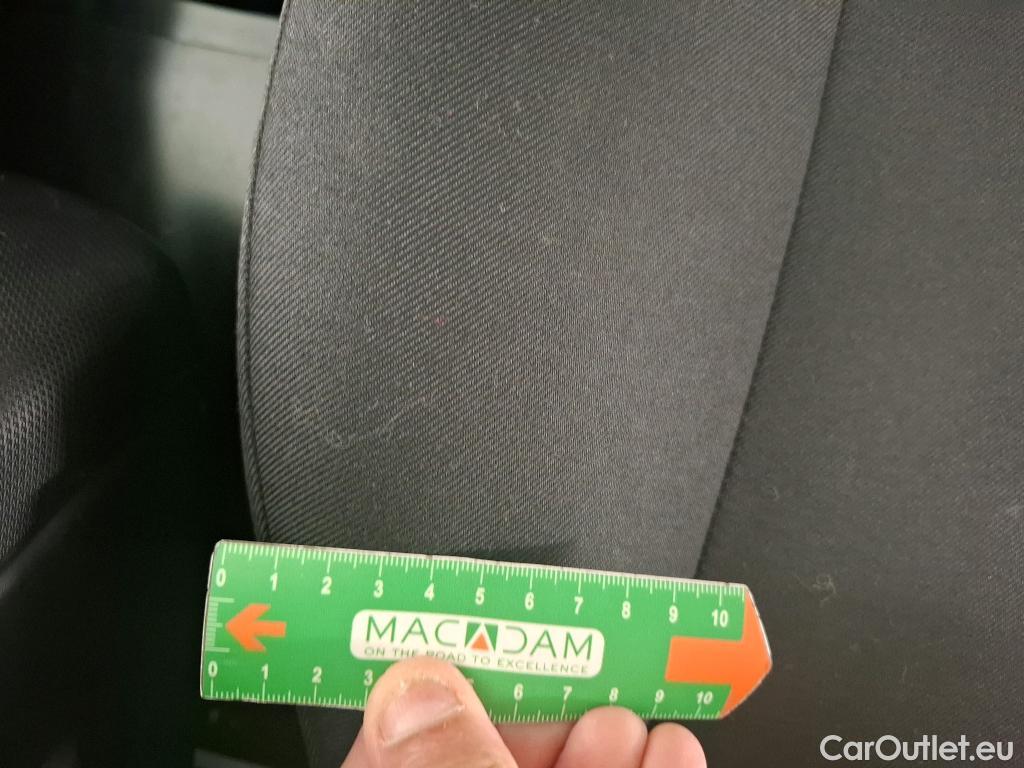 0 1 2 3 4 5 6 7 8 9 10
MACADAM
ON THE ROAD TO EXCELLENCE
0 1 2 3 6 7 8 9 10
CarOutlet.eu